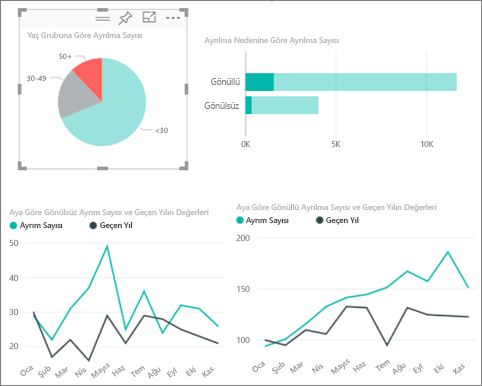 Yaş Grubuna Göre Ayrılma Sayısı
50+
30-49
<30
Ayrılma Nedenine Göre Ayrılma Sayısı
Gönüllü
Gönülsüz
0K 5K 10K
Aya Göre Gönülsüz Ayrım Sayısı ve Geçen Yılın Değerleri
Ayrım Sayısı Geçen Yıl
50
40
30
20
Oca Şub Mar Nis Mayıs Haz Tem Ağu Eyl Eki Kas
Aya Göre Gönüllü Ayrılma Sayısı ve Geçen Yılın Değerleri
Ayrım Sayısı Geçen Yıl
200
150
100
Oca Şub Mar Nis Mayıs Haz Tem Ağu Eyl Eki Kas